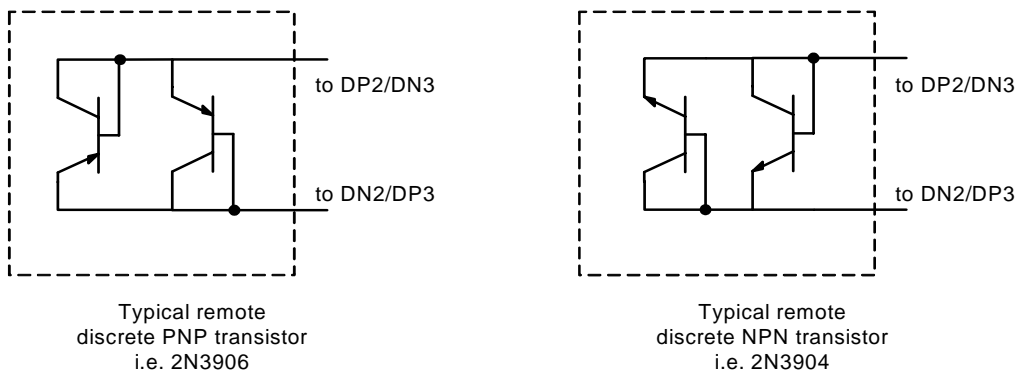 to DP2/DN3
to DN2/DP3
Typical remote
discrete PNP transistor
i.e. 2N3906
to DP2/DN3
to DN2/DP3
Typical remote
discrete NPN transistor
i.e. 2N3904